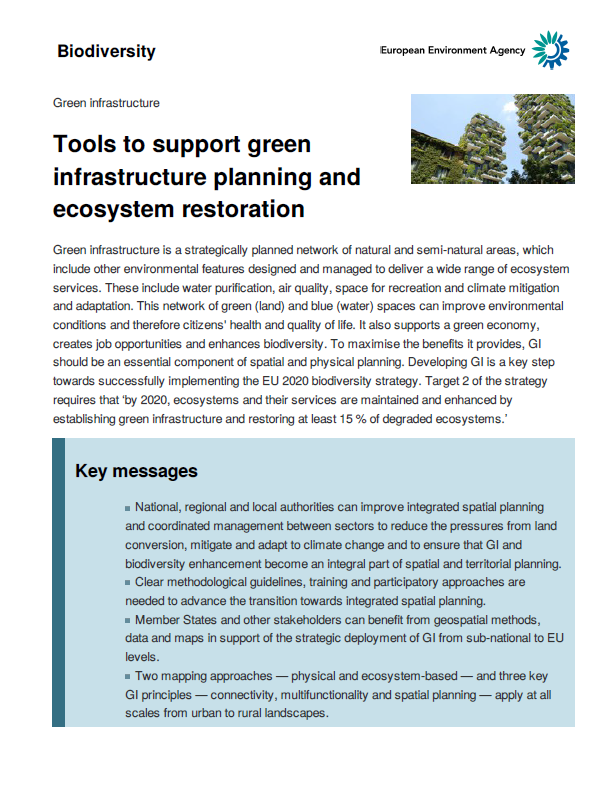 Biodiversity
European Environment Agency
Green infrastructure
Tools to support green
infrastructure planning and
ecosystem restoration
Green infrastructure is a strategically planned network of natural and semi-natural areas, which
include other environmental features designed and managed to deliver a wide range of ecosystem
services. These include water purification, air quality, space for recreation and climate mitigation
and adaptation. This network of green (land) and blue (water) spaces can improve environmental
conditions and therefore citizens' health and quality of life. It also supports a green economy,
creates job opportunities and enhances biodiversity. To maximise the benefits it provides, GI
should be an essential component of spatial and physical planning. Developing GI is a key step
towards successfully implementing the EU 2020 biodiversity strategy. Target 2 of the strategy
requires that ‘by 2020, ecosystems and their services are maintained and enhanced by
establishing green infrastructure and restoring at least 15 % of degraded ecosystems.’
Key messages
▪ National, regional and local authorities can improve integrated spatial planning
and coordinated management between sectors to reduce the pressures from land
conversion, mitigate and adapt to climate change and to ensure that GI and
biodiversity enhancement become an integral part of spatial and territorial planning.
▪ Clear methodological guidelines, training and participatory approaches are
needed to advance the transition towards integrated spatial planning.
▪ Member States and other stakeholders can benefit from geospatial methods,
data and maps in support of the strategic deployment of GI from sub-national to EU
levels.
▪ Two mapping approaches — physical and ecosystem-based — and three key
GI principles — connectivity, multifunctionality and spatial planning — apply at all
scales from urban to rural landscapes.